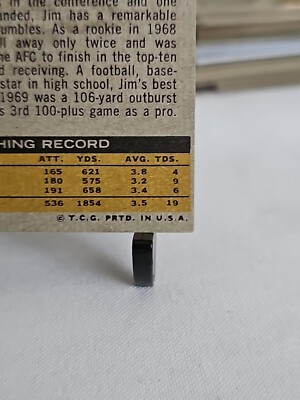 in the conference and one
anded, Jim has a remarkable
umbles. As a rookie in 1968
ll away only twice and was
he AFC to finish in the top-ten
d receiving. A football, base-
star in high school, Jim's best
1969 was a 106-yard outburst
s 3rd 100-plus game as a pro.
HING RECORD
ATT. YDS. AVG. TDS.
165 621 3.8 4
180 575 3.2 9
191 658 3.4 6
536 1854 3.5 19
© T.C.G. PRTD. IN U.S.A.